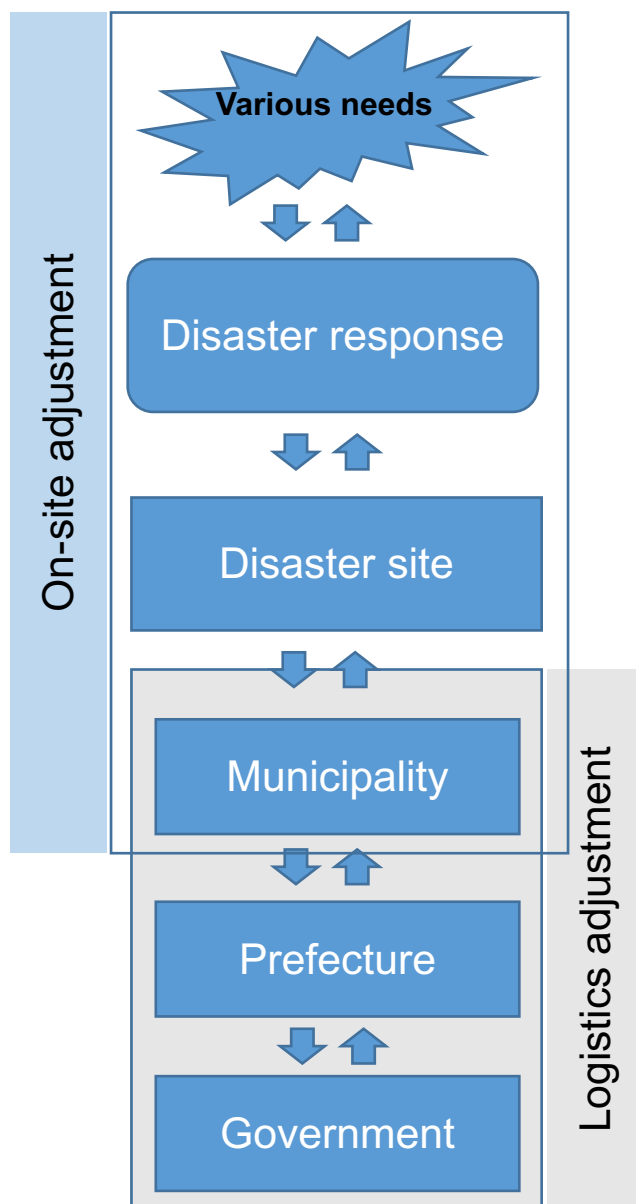 Various needs
Disaster response
On-site adjustment
Disaster site
Municipality
Logistics adjustment
Prefecture
Government